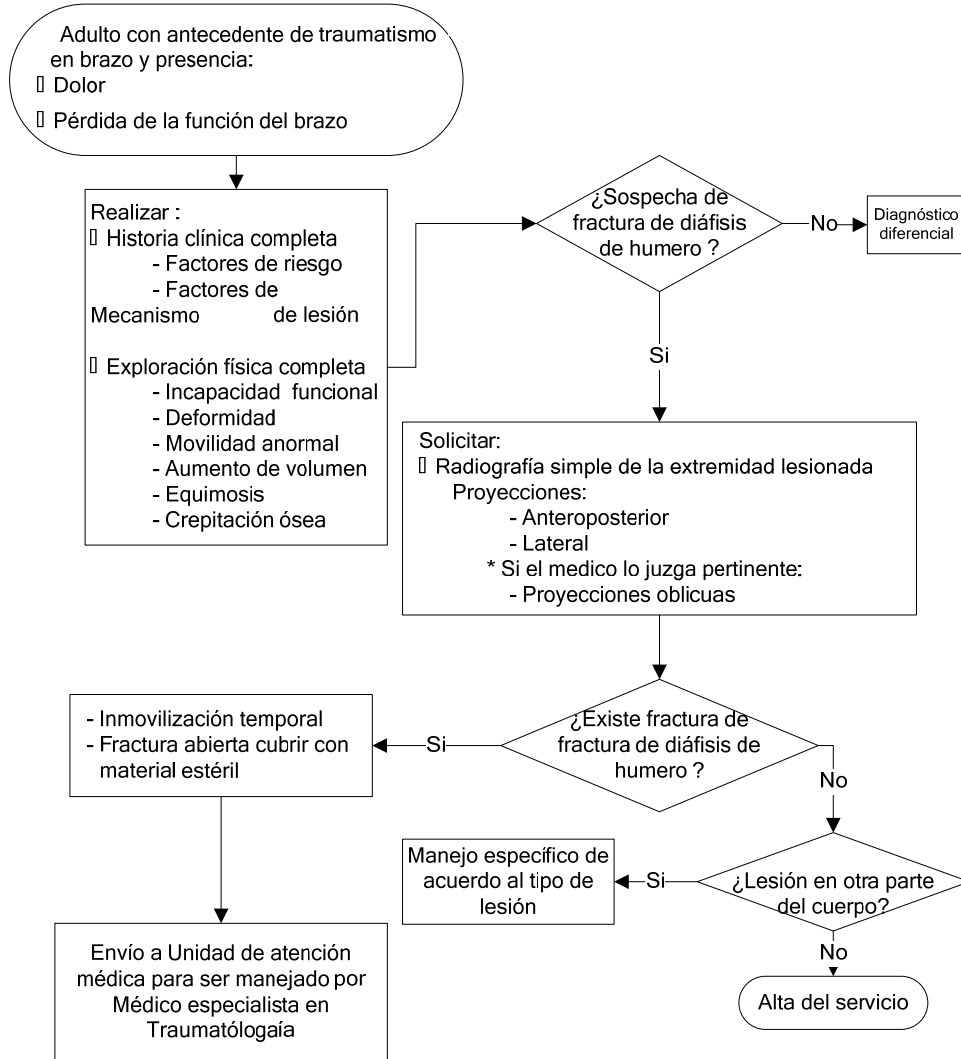 Adulto con antecedente de traumatismo
en brazo y presencia:
▯ Dolor
▯ Pérdida de la función del brazo
Realizar :
▯ Historia clínica completa
- Factores de riesgo
- Factores de
Mecanismo de lesión
▯ Exploración física completa
- Incapacidad funcional
- Deformidad
- Movilidad anormal
- Aumento de volumen
- Equimosis
- Crepitación ósea
¿Sospecha de
fractura de diáfisis
de humero ?
No
Diagnóstico
diferencial
Si
Solicitar:
▯ Radiografía simple de la extremidad lesionada
Proyecciones:
- Anteroposterior
- Lateral
* Si el medico lo juzga pertinente:
- Proyecciones oblicuas
¿Existe fractura de
fractura de diáfisis de
humero ?
Si
- Inmovilización temporal
- Fractura abierta cubrir con
material estéril
Envío a Unidad de atención
médica para ser manejado por
Médico especialista en
Traumatólogaía
No
¿Lesión en otra parte
del cuerpo?
Si
Manejo específico de
acuerdo al tipo de
lesión
No
Alta del servicio